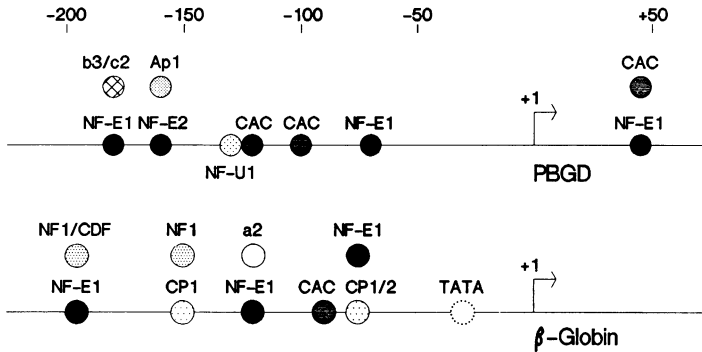 -200 -150 -100 -50 +50
b3/c2 Ap1 CAC
+1
NF-E1 NF-E2 CAC CAC NF-E1 NF-E1
NF-U1 PBGD
NF1/CDF NF1 a2 NF-E1
+1
NF-E1 CP1 NF-E1 CAC CP1/2 TATA
β-Globin